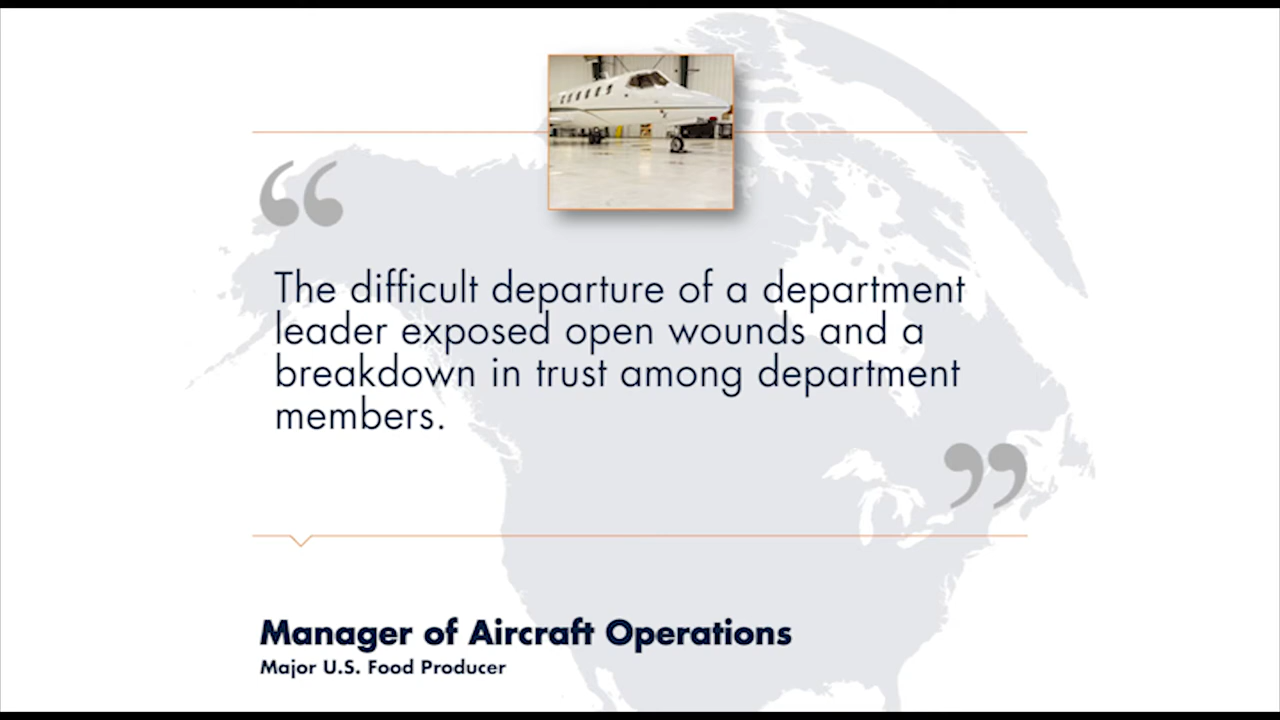 “
The difficult departure of a department
leader exposed open wounds and a
breakdown in trust among department
members.
”
Manager of Aircraft Operations
Major U.S. Food Producer